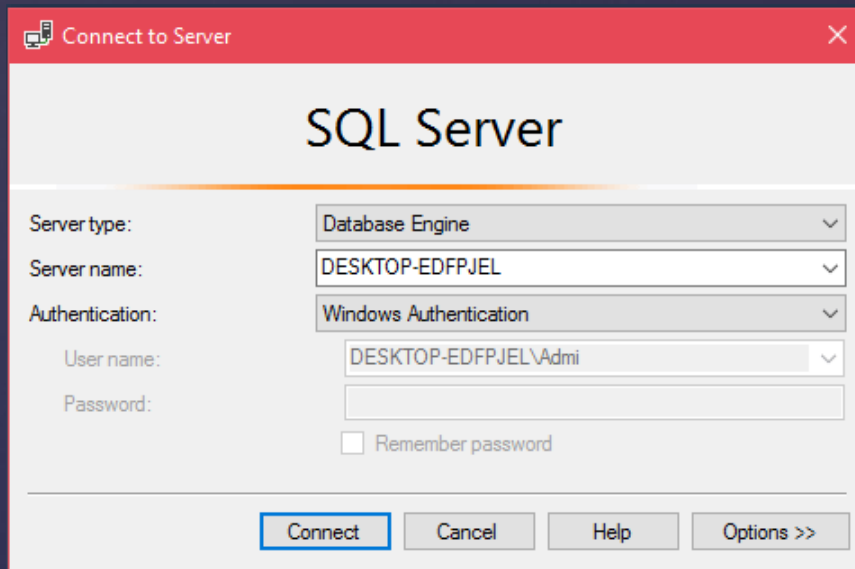 Connect to Server
SQL Server
Server type: Database Engine
Server name: DESKTOP-EDFPJEL
Authentication: Windows Authentication
User name: DESKTOP-EDFPJEL\Admi
Password:
Remember password
Connect Cancel Help Options >>